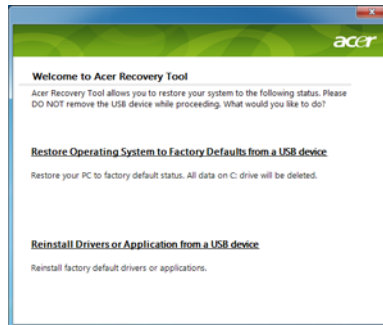 acer
Welcome to Acer Recovery Tool
Acer Recovery Tool allows you to restore your system to the following status. Please
DO NOT remove the USB device while proceeding. What would you like to do?
Restore Operating System to Factory Defaults from a USB device
Restore your PC to factory default status. All data on C: drive will be deleted.
Reinstall Drivers or Application from a USB device
Reinstall factory default drivers or applications.